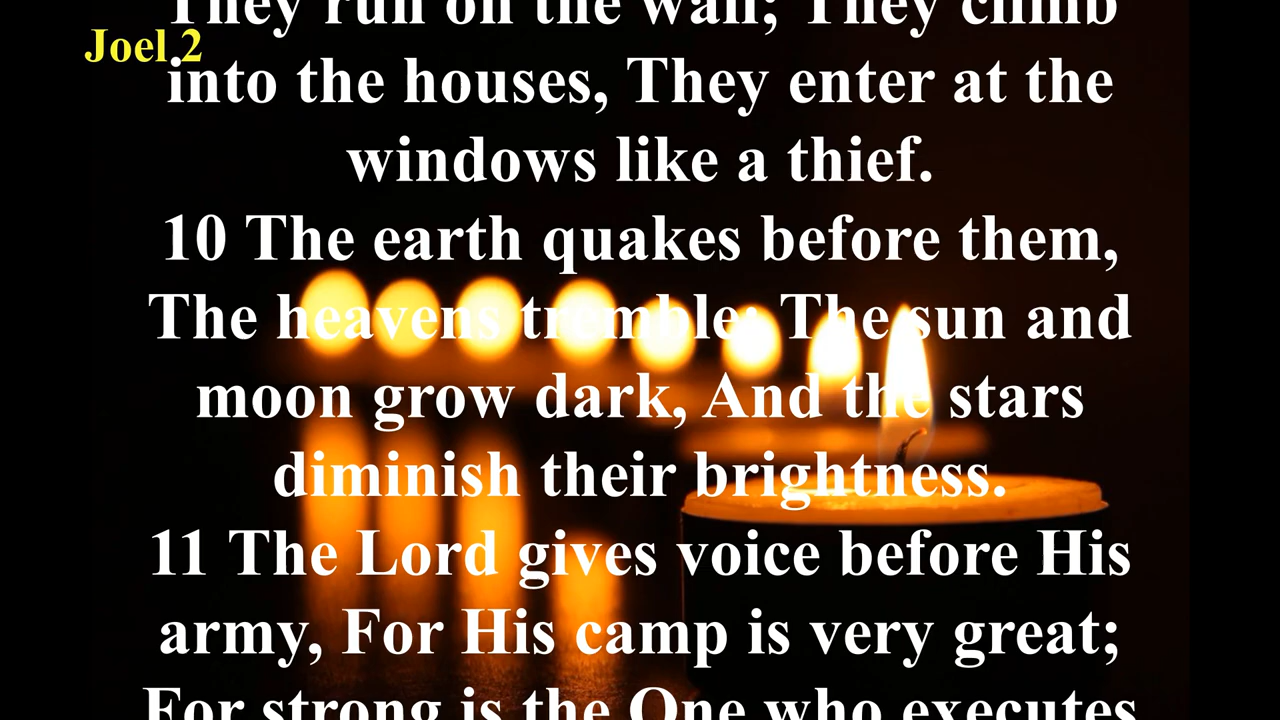 They run on the wall; They climb
Joel 2
into the houses, They enter at the
windows like a thief.
10 The earth quakes before them,
The heavens tremble; The sun and
moon grow dark, And the stars
diminish their brightness.
11 The Lord gives voice before His
army, For His camp is very great;
For strong is the One who executes